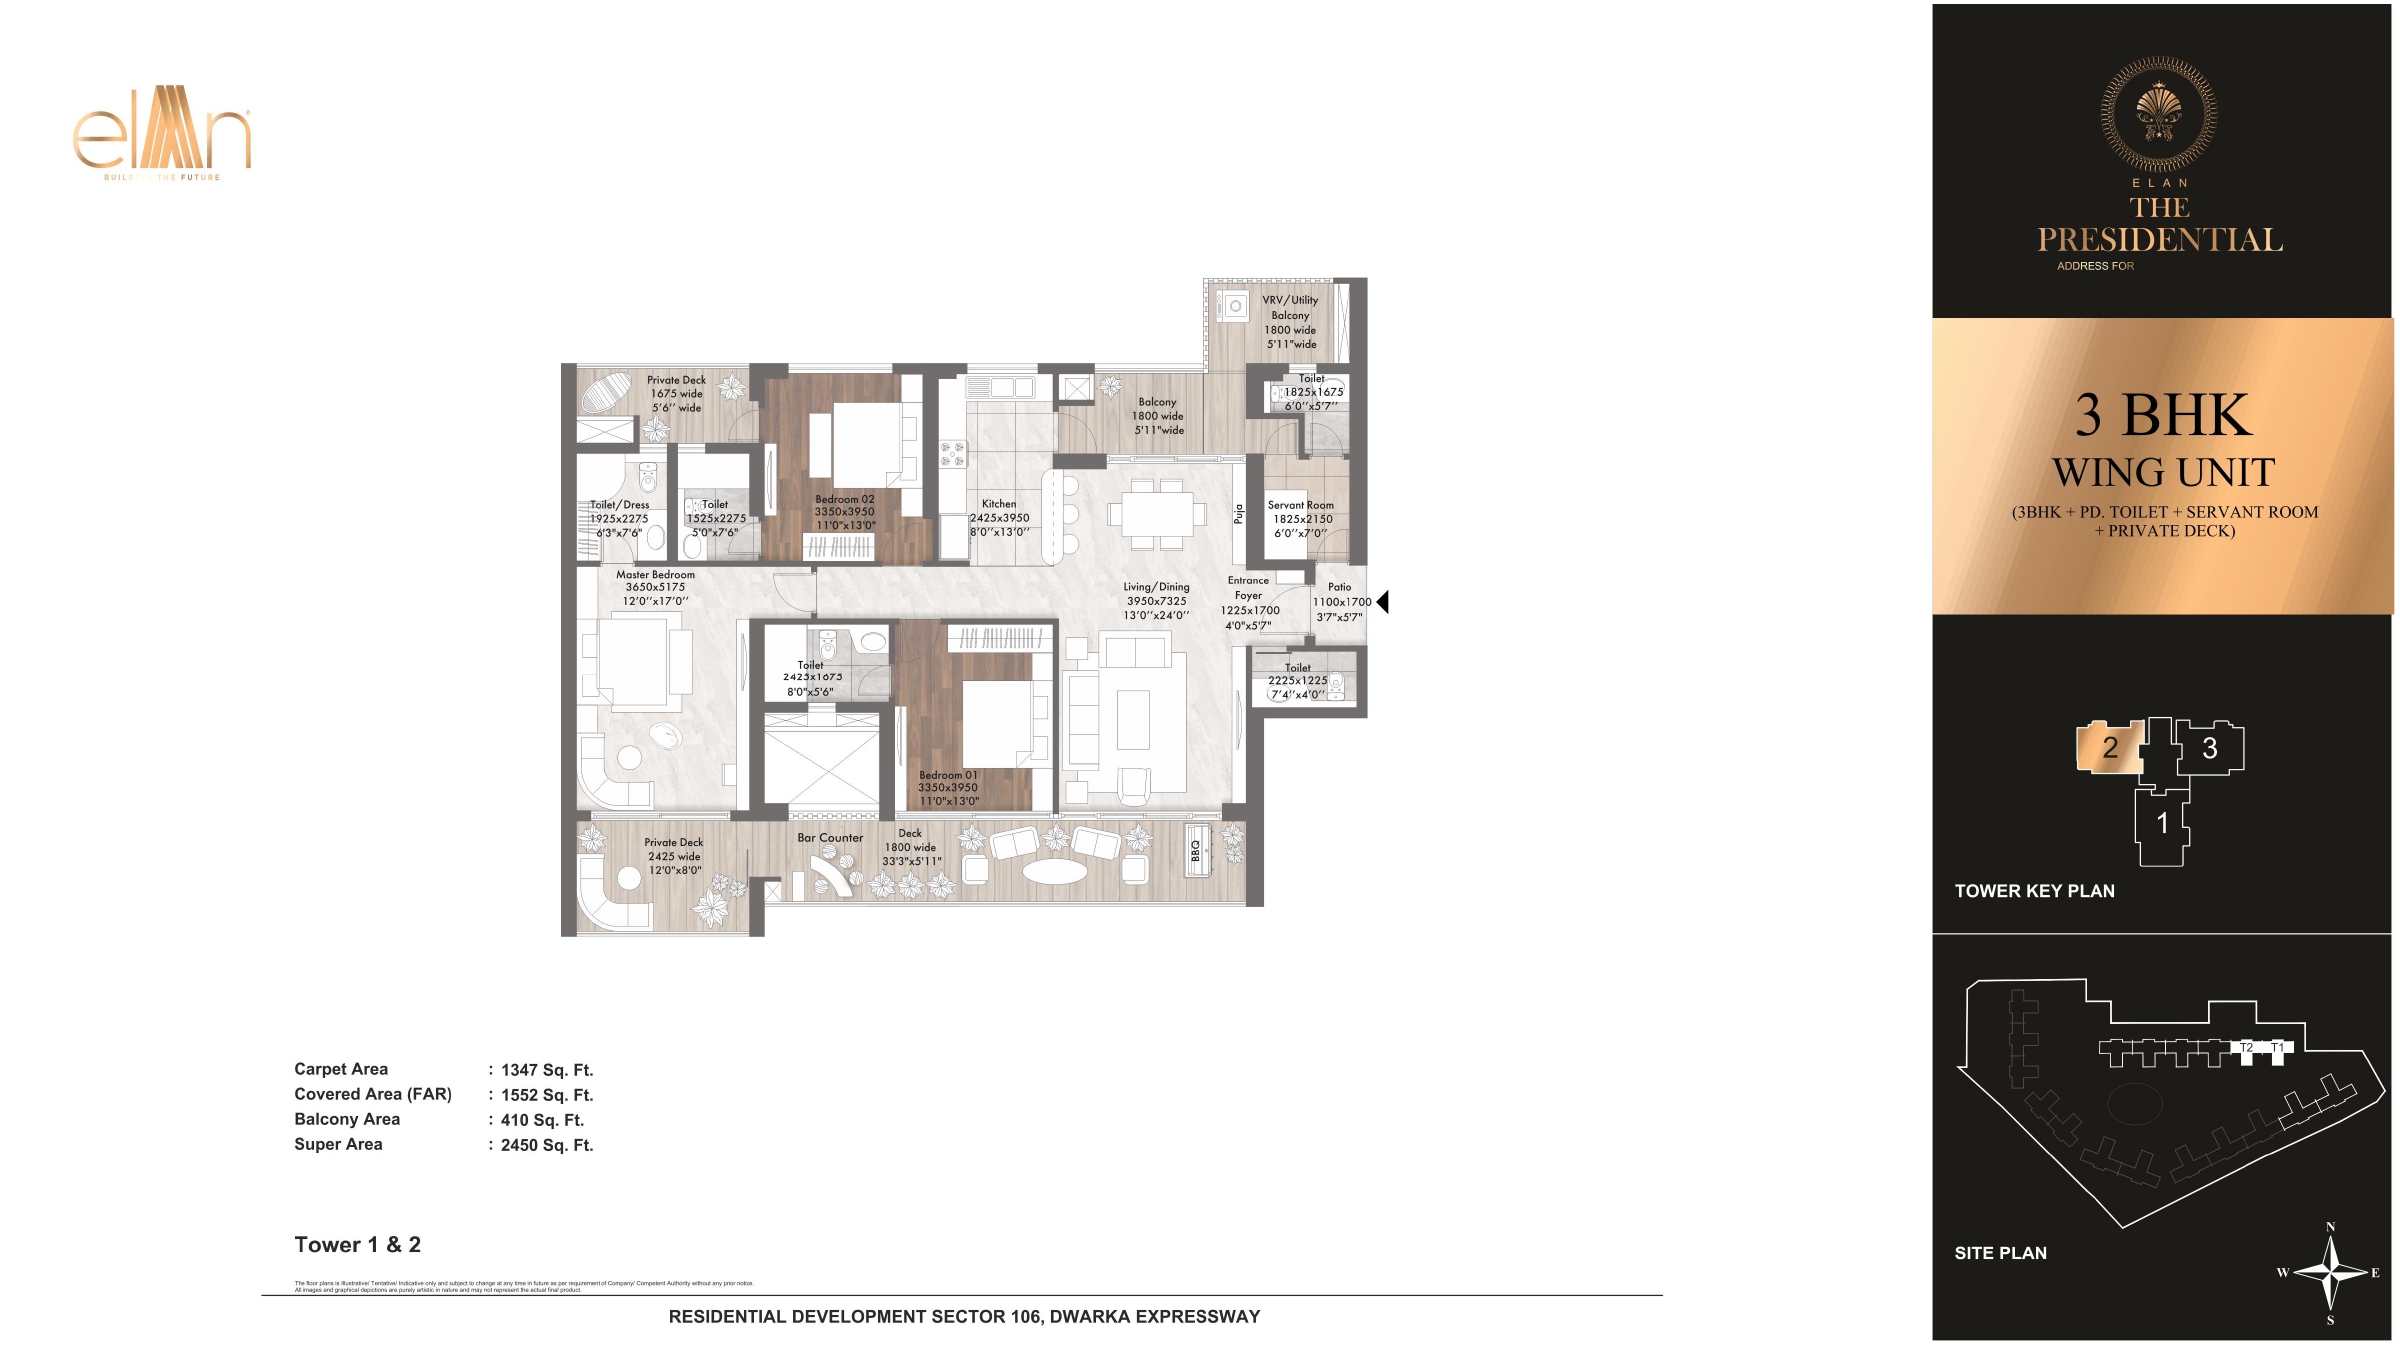 elan
BUILDING THE FUTURE
ELAN
THE
PRESIDENTIAL
ADDRESS FOR
3 BHK
WING UNIT
(3BHK + PD. TOILET + SERVANT ROOM
+ PRIVATE DECK)
VRV/Utility
Balcony
1800 wide
5'11"wide
Private Deck
1675 wide
5'6'' wide
Toilet
1825x1675
6'0''x5'7''
Balcony
1800 wide
5'11"wide
Toilet/Dress
1925x2275
6'3"x7'6"
Toilet
1525x2275
5'0"x7'6"
Bedroom 02
3350x3950
11'0"x13'0"
Kitchen
2425x3950
8'0''x13'0''
Puja
Servant Room
1825x2150
6'0''x7'0''
Master Bedroom
3650x5175
12'0''x17'0''
Living/Dining
3950x7325
13'0''x24'0''
Entrance
Foyer
1225x1700
4'0"x5'7"
Patio
1100x1700
3'7"x5'7"
Toilet
2425x1675
8'0"x5'6"
Toilet
2225x1225
7'4''x4'0''
Bedroom 01
3350x3950
11'0"x13'0"
Private Deck
2425 wide
12'0"x8'0"
Bar Counter
Deck
1800 wide
33'3"x5'11"
BBQ
2
3
1
TOWER KEY PLAN
T2
T1
SITE PLAN
N
W
E
S
Carpet Area : 1347 Sq. Ft.
Covered Area (FAR) : 1552 Sq. Ft.
Balcony Area : 410 Sq. Ft.
Super Area : 2450 Sq. Ft.
Tower 1 & 2
The floor plans is Illustrative/ Tentative/ Indicative only and subject to change at any time in future as per requirement of Company/ Competent Authority without any prior notice.
All images and graphical depictions are purely artistic in nature and may not represent the actual final product.
RESIDENTIAL DEVELOPMENT SECTOR 106, DWARKA EXPRESSWAY